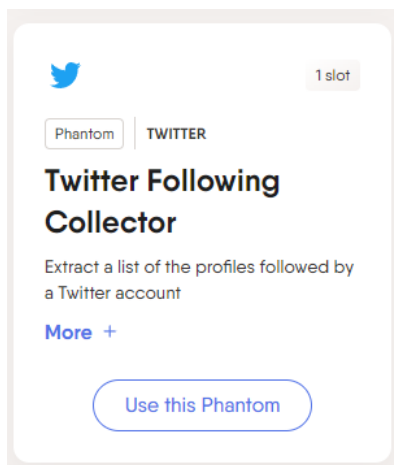 1 slot
Phantom TWITTER
Twitter Following
Collector
Extract a list of the profiles followed by
a Twitter account
More +
Use this Phantom